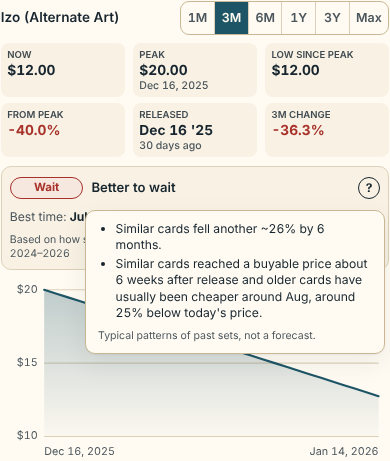 Izo (Alternate Art)
1M 3M 6M 1Y 3Y Max
NOW
$12.00
PEAK
$20.00
Dec 16, 2025
LOW SINCE PEAK
$12.00
FROM PEAK
-40.0%
RELEASED
Dec 16 '25
30 days ago
3M CHANGE
-36.3%
Wait
Better to wait
?
Best time:
Based on how
2024–2026
Similar cards fell another ~26% by 6
months.
Similar cards reached a buyable price about
6 weeks after release and older cards have
usually been cheaper around Aug, around
25% below today's price.
Typical patterns of past sets, not a forecast.
$20
$15
$10
Dec 16, 2025
Jan 14, 2026